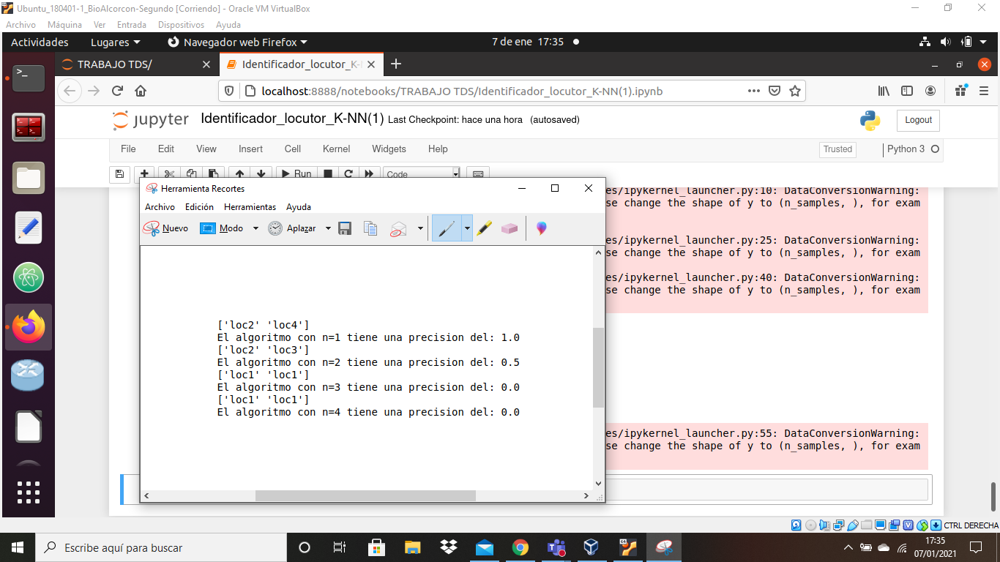 Ubuntu_180401-1_BioAlcorcon-Segundo [Corriendo] - Oracle VM VirtualBox
Archivo Máquina Ver Entrada Dispositivos Ayuda
Actividades Lugares Navegador web Firefox 7 de ene 17:35
TRABAJO TDS/ Identificador_locutor_K-
localhost:8888/notebooks/TRABAJO TDS/Identificador_locutor_K-NN(1).ipynb
jupyter Identificador_locutor_K-NN(1) Last Checkpoint: hace una hora (autosaved) Logout
File Edit View Insert Cell Kernel Widgets Help Trusted Python 3
Run Code
Herramienta Recortes
Archivo Edición Herramientas Ayuda
Nuevo Modo Aplazar
es/ipykernel_launcher.py:10: DataConversionWarning:
se change the shape of y to (n_samples, ), for exam
es/ipykernel_launcher.py:25: DataConversionWarning:
se change the shape of y to (n_samples, ), for exam
es/ipykernel_launcher.py:40: DataConversionWarning:
se change the shape of y to (n_samples, ), for exam
['loc2' 'loc4']
El algoritmo con n=1 tiene una precision del: 1.0
['loc2' 'loc3']
El algoritmo con n=2 tiene una precision del: 0.5
['loc1' 'loc1']
El algoritmo con n=3 tiene una precision del: 0.0
['loc1' 'loc1']
El algoritmo con n=4 tiene una precision del: 0.0
es/ipykernel_launcher.py:55: DataConversionWarning:
se change the shape of y to (n_samples, ), for exam
CTRL DERECHA
Escribe aquí para buscar
17:35
07/01/2021